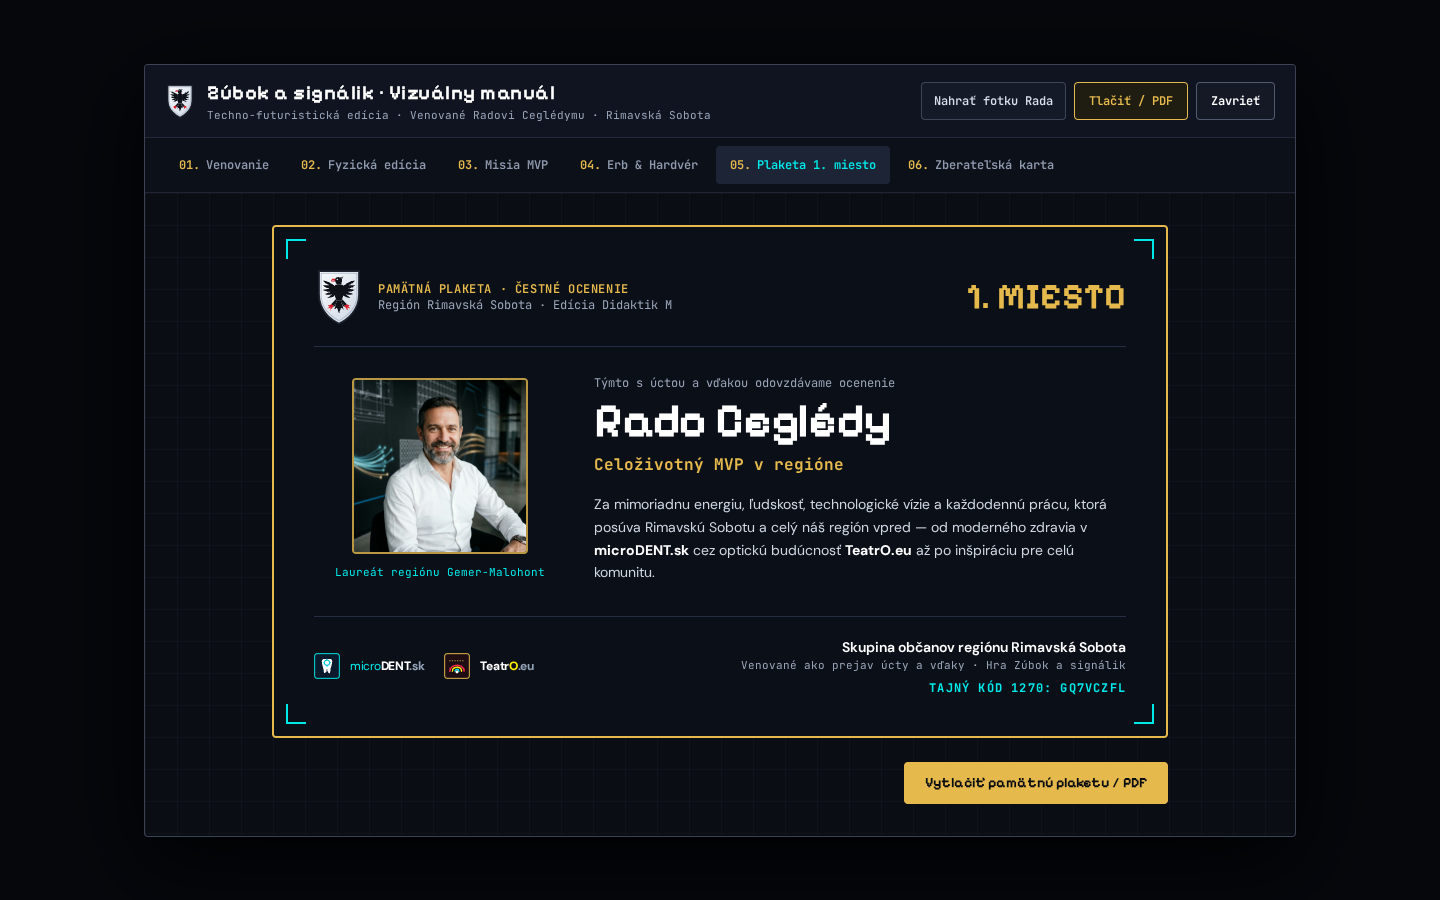 Zúbok a signálik · Vizuálny manuál
Techno-futuristická edícia · Venované Radovi Ceglédymu · Rimavská Sobota
Nahrať fotku Rada
Tlačiť / PDF
Zavrieť
01. Venovanie
02. Fyzická edícia
03. Misia MVP
04. Erb & Hardvér
05. Plaketa 1. miesto
06. Zberateľská karta
PAMÄTNÁ PLAKETA · ČESTNÉ OCENENIE
Región Rimavská Sobota · Edícia Didaktik M
1. MIESTO
Týmto s úctou a vďakou odovzdávame ocenenie
Rado Ceglédy
Celoživotný MVP v regióne
Za mimoriadnu energiu, ľudskosť, technologické vízie a každodennú prácu, ktorá
posúva Rimavskú Sobotu a celý náš región vpred — od moderného zdravia v
microDENT.sk cez optickú budúcnosť TeatrO.eu až po inšpiráciu pre celú
komunitu.
Laureát regiónu Gemer-Malohont
microDENT.sk
TeatrO.eu
Skupina občanov regiónu Rimavská Sobota
Venované ako prejav úcty a vďaky · Hra Zúbok a signálik
TAJNÝ KÓD 1270: GQ7VCZFL
Vytlačiť pamätnú plaketu / PDF